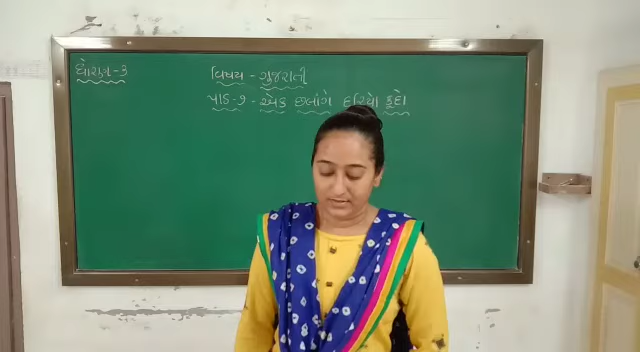 ધોરણ-૩
વિષય - ગુજરાતી
પાઠ-૭ - એક છલાંગે દરિયો કૂદો